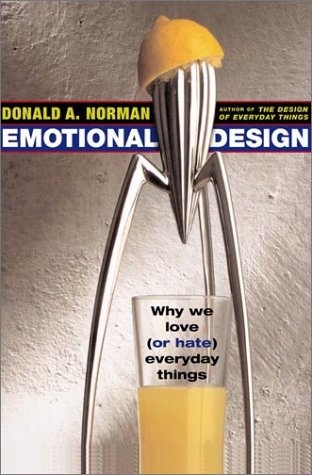 DONALD A. NORMAN
AUTHOR OF THE DESIGN
OF EVERYDAY THINGS
EMOTIONAL DESIGN
Why we
love
(or hate)
everyday
things